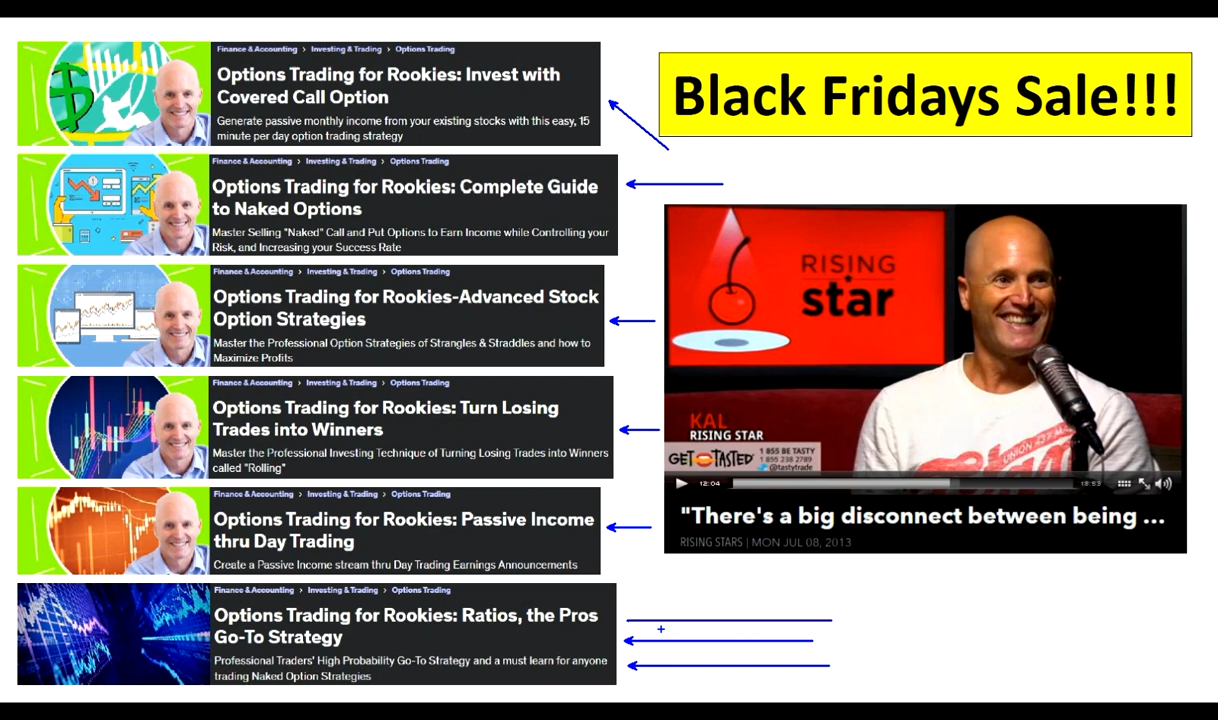 Finance & Accounting > Investing & Trading > Options Trading
Options Trading for Rookies: Invest with
Covered Call Option
Generate passive monthly income from your existing stocks with this easy, 15
minute per day option trading strategy
Finance & Accounting > Investing & Trading > Options Trading
Options Trading for Rookies: Complete Guide
to Naked Options
Master Selling "Naked" Call and Put Options to Earn Income while Controlling your
Risk, and Increasing your Success Rate
Finance & Accounting > Investing & Trading > Options Trading
Options Trading for Rookies-Advanced Stock
Option Strategies
Master the Professional Option Strategies of Strangles & Straddles and how to
Maximize Profits
Finance & Accounting > Investing & Trading > Options Trading
Options Trading for Rookies: Turn Losing
Trades into Winners
Master the Professional Investing Technique of Turning Losing Trades into Winners
called "Rolling"
Finance & Accounting > Investing & Trading > Options Trading
Options Trading for Rookies: Passive Income
thru Day Trading
Create a Passive Income stream thru Day Trading Earnings Announcements
Finance & Accounting > Investing & Trading > Options Trading
Options Trading for Rookies: Ratios, the Pros
Go-To Strategy
Professional Traders' High Probability Go-To Strategy and a must learn for anyone
trading Naked Option Strategies
Black Fridays Sale!!!
RISING
star
KAL
RISING STAR
GET TASTED
1 855 BE TASTY
1 855 238 2789
@tastytrade
12:04
18:53
"There's a big disconnect between being ...
RISING STARS | MON JUL 08, 2013